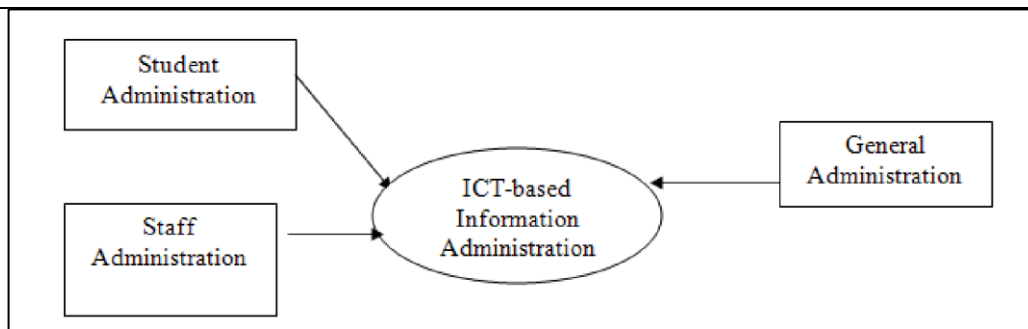 Student
Administration
Staff
Administration
ICT-based
Information
Administration
General
Administration